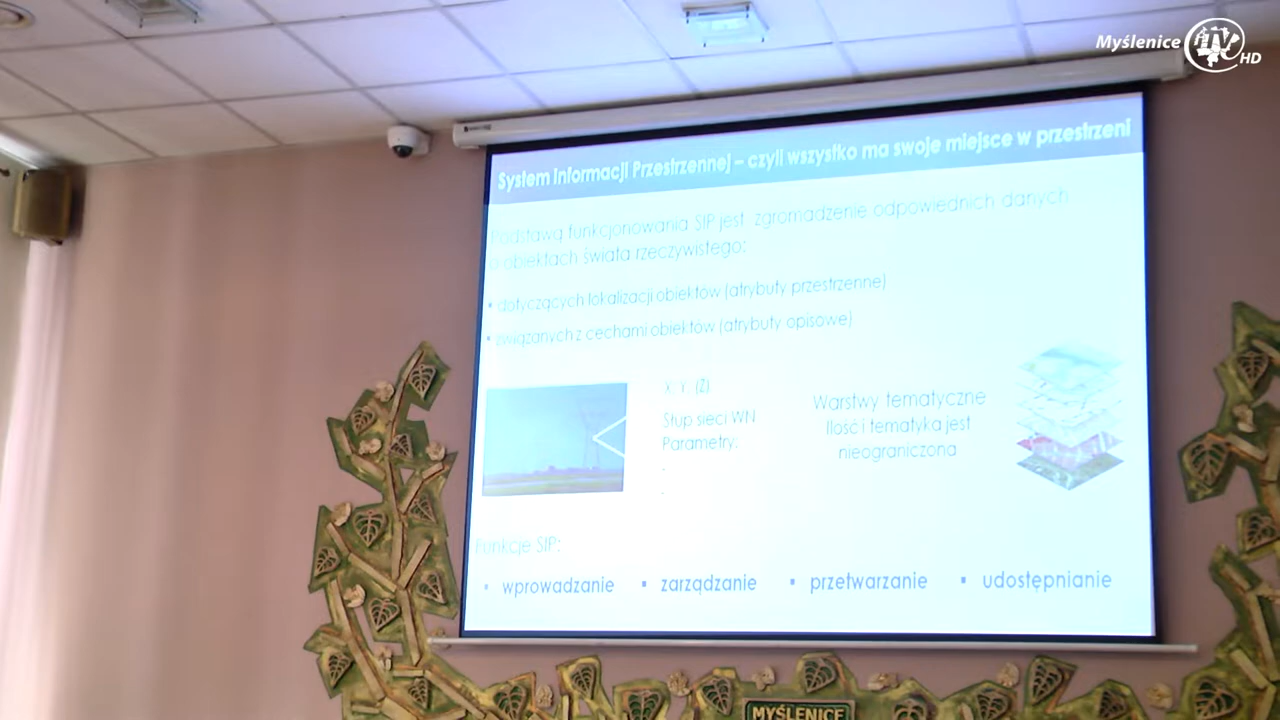 Myślenice iTV HD
System Informacji Przestrzennej – czyli wszystko ma swoje miejsce w przestrzeni
Podstawą funkcjonowania SIP jest zgromadzenie odpowiednich danych
o obiektach świata rzeczywistego:
▪ dotyczących lokalizacji obiektów (atrybuty przestrzenne)
▪ związanych z cechami obiektów (atrybuty opisowe)
X, Y, (Z)
Słup sieci WN
Parametry:
.
.
Warstwy tematyczne
Ilość i tematyka jest
nieograniczona
Funkcje SIP:
▪ wprowadzanie ▪ zarządzanie ▪ przetwarzanie ▪ udostępnianie
MYŚLENICE